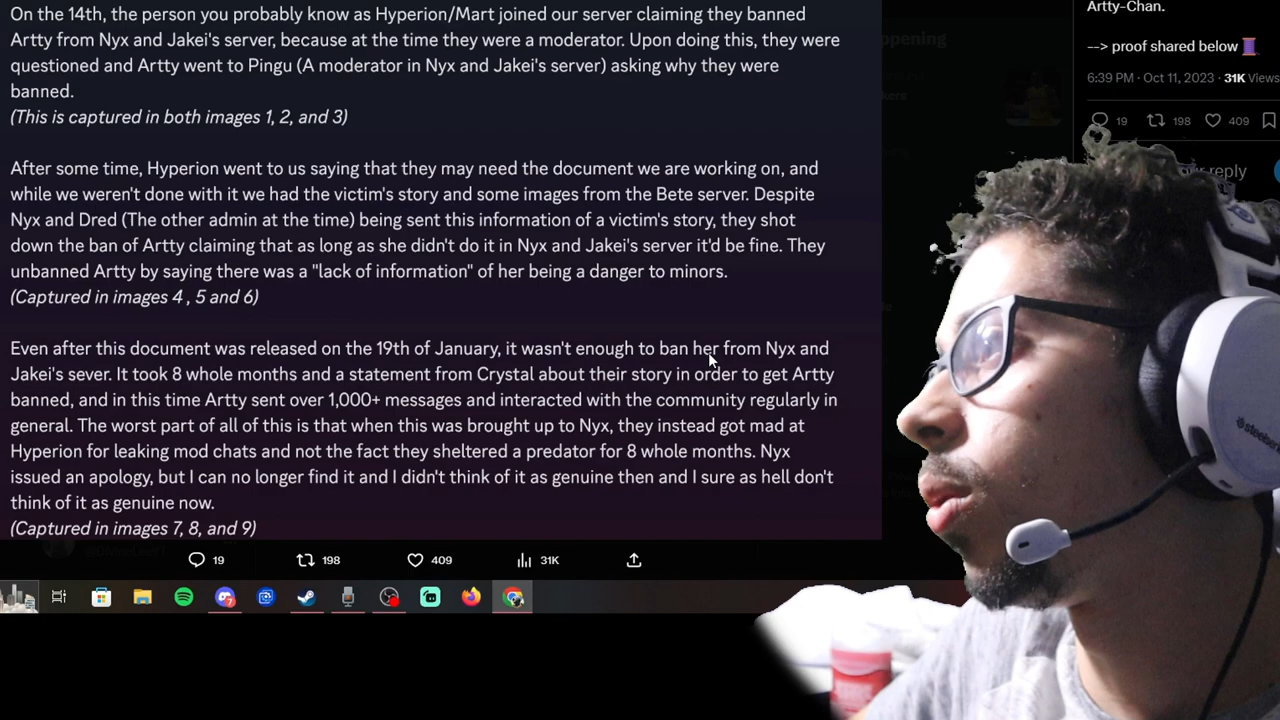 On the 14th, the person you probably know as Hyperion/Mart joined our server claiming they banned
Artty from Nyx and Jakei's server, because at the time they were a moderator. Upon doing this, they were
questioned and Artty went to Pingu (A moderator in Nyx and Jakei's server) asking why they were
banned.
(This is captured in both images 1, 2, and 3)
After some time, Hyperion went to us saying that they may need the document we are working on, and
while we weren't done with it we had the victim's story and some images from the Bete server. Despite
Nyx and Dred (The other admin at the time) being sent this information of a victim's story, they shot
down the ban of Artty claiming that as long as she didn't do it in Nyx and Jakei's server it'd be fine. They
unbanned Artty by saying there was a "lack of information" of her being a danger to minors.
(Captured in images 4 , 5 and 6)
Even after this document was released on the 19th of January, it wasn't enough to ban her from Nyx and
Jakei's sever. It took 8 whole months and a statement from Crystal about their story in order to get Artty
banned, and in this time Artty sent over 1,000+ messages and interacted with the community regularly in
general. The worst part of all of this is that when this was brought up to Nyx, they instead got mad at
Hyperion for leaking mod chats and not the fact they sheltered a predator for 8 whole months. Nyx
issued an apology, but I can no longer find it and I didn't think of it as genuine then and I sure as hell don't
think of it as genuine now.
(Captured in images 7, 8, and 9)
19 198 409 31K
Artty-Chan.
--> proof shared below
6:39 PM · Oct 11, 2023 · 31K Views
19 198 409
reply